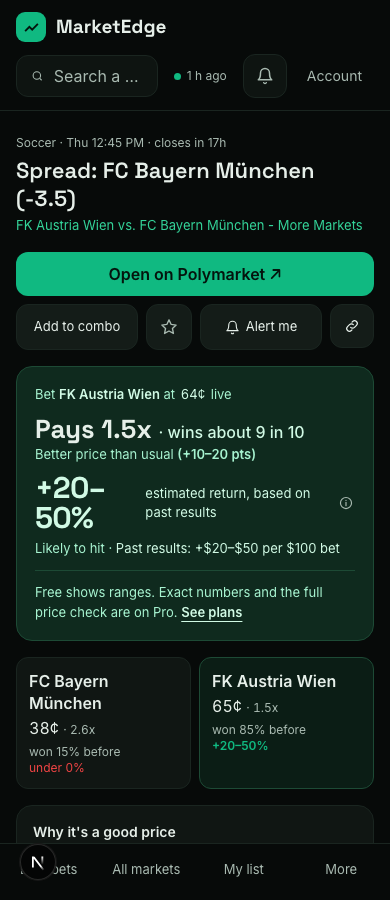 MarketEdge
Search a ...
1 h ago
Account
Soccer · Thu 12:45 PM · closes in 17h
Spread: FC Bayern München
(-3.5)
FK Austria Wien vs. FC Bayern München - More Markets
Open on Polymarket ↗
Add to combo
Alert me
Bet FK Austria Wien at 64¢ live
Pays 1.5x · wins about 9 in 10
Better price than usual (+10–20 pts)
+20–
50%
estimated return, based on
past results
Likely to hit · Past results: +$20–$50 per $100 bet
Free shows ranges. Exact numbers and the full
price check are on Pro. See plans
FC Bayern
München
38¢ · 2.6x
won 15% before
under 0%
FK Austria Wien
65¢ · 1.5x
won 85% before
+20–50%
Why it's a good price
N
bets
All markets
My list
More